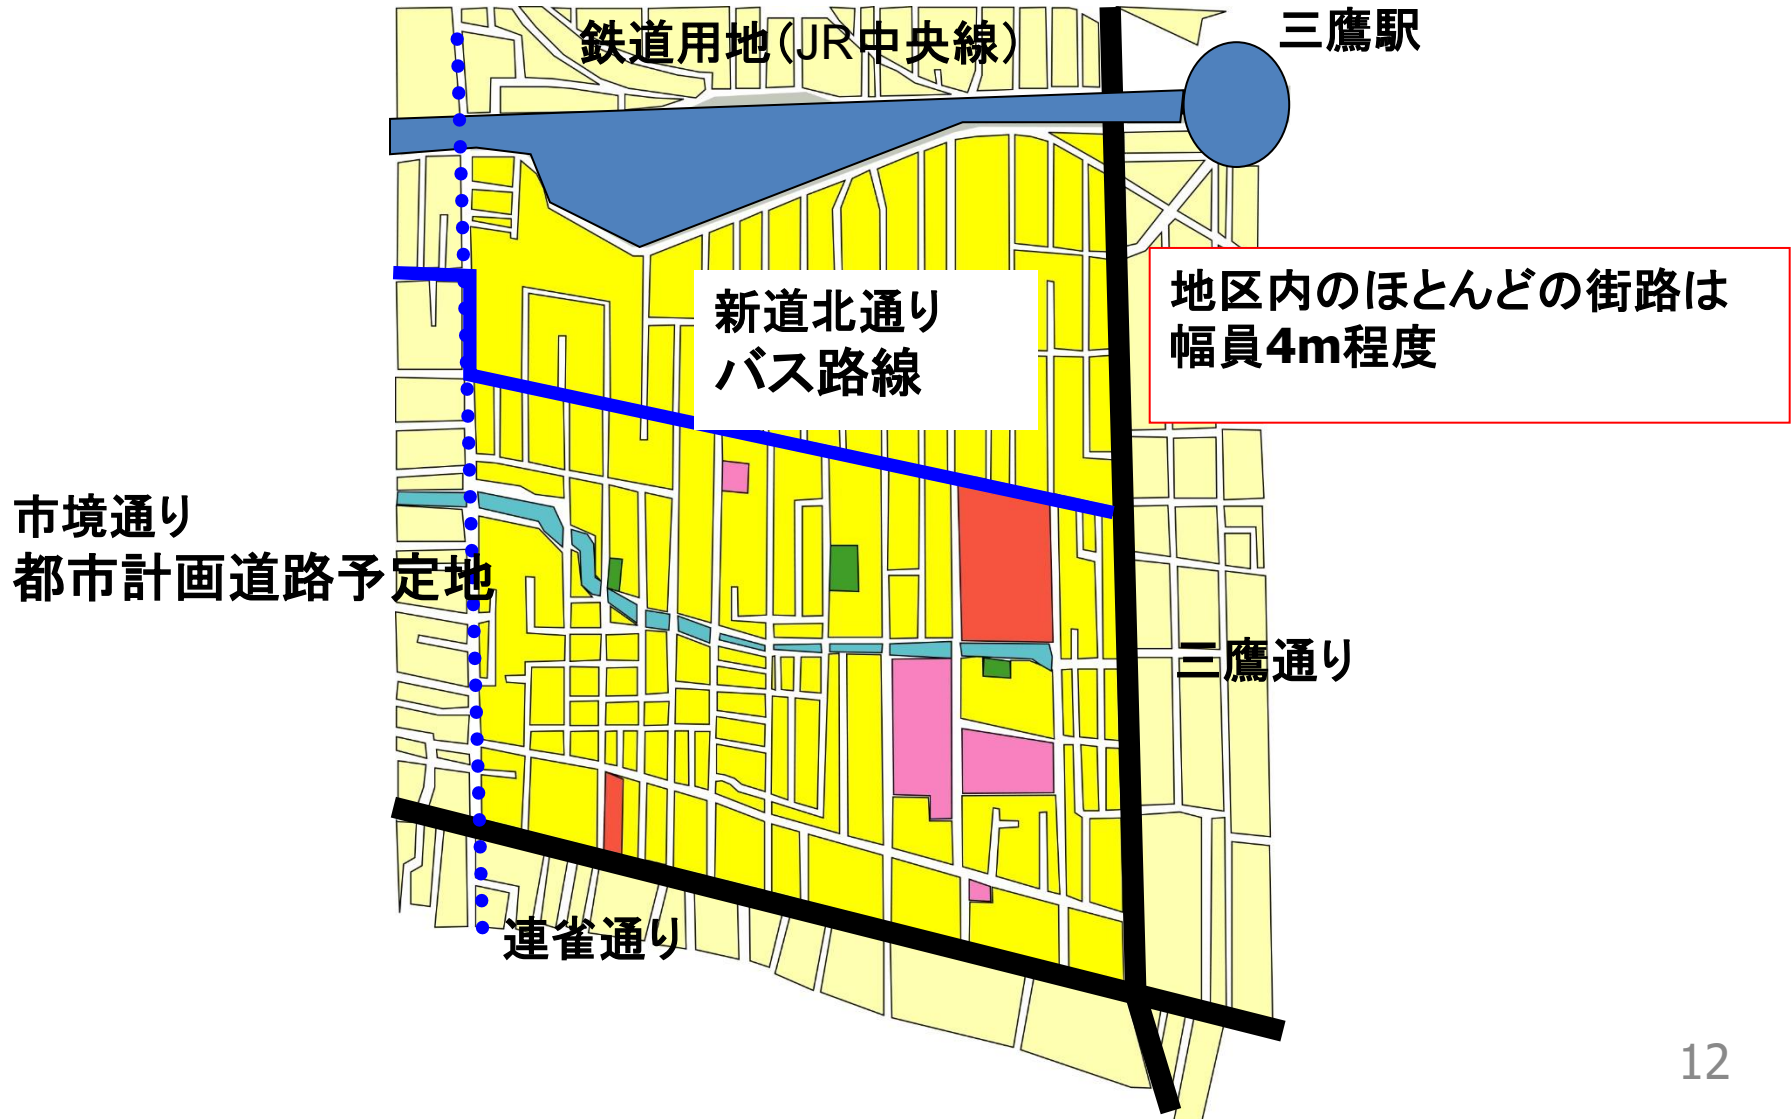 鉄道用地(JR中央線)
三鷹駅
新道北通り
バス路線
地区内のほとんどの街路は
幅員4m程度
市境通り
都市計画道路予定地
三鷹通り
連雀通り
12